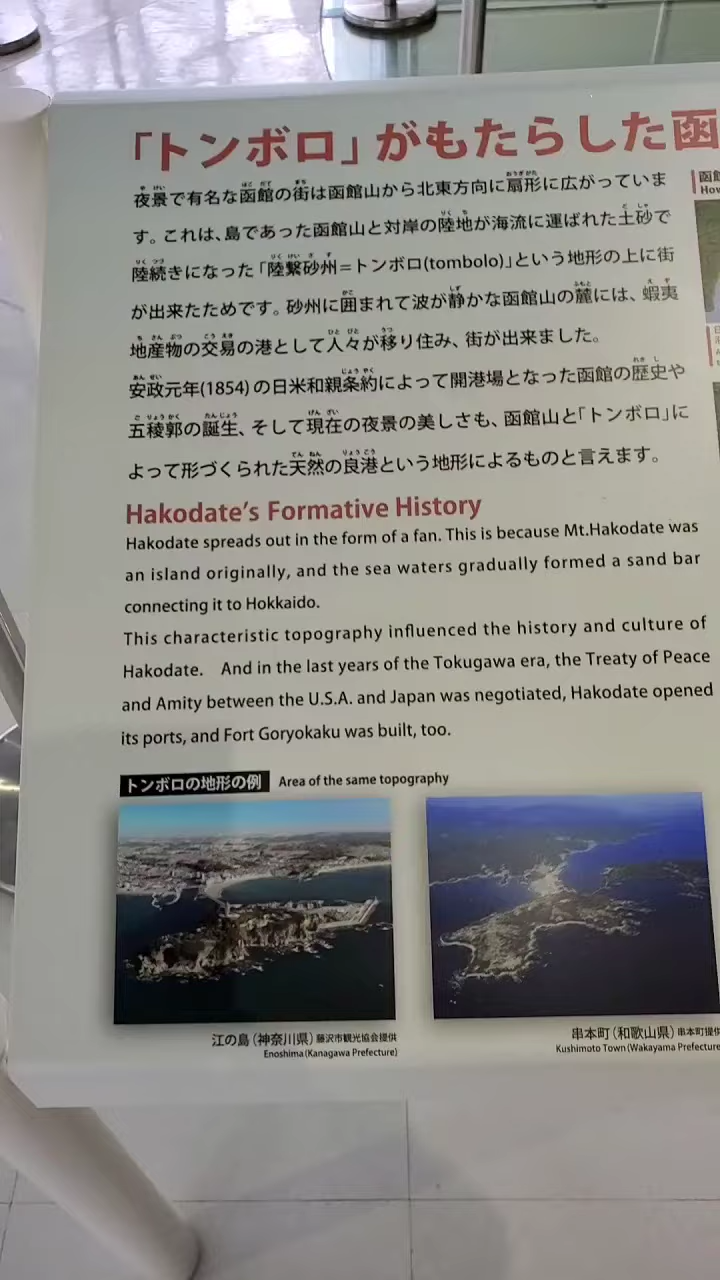 「トンボロ」がもたらした函
夜景で有名な函館の街は函館山から北東方向に扇形に広がっていま
す。これは、島であった函館山と対岸の陸地が海流に運ばれた土砂で
陸続きになった「陸繋砂州=トンボロ(tombolo)」という地形の上に街
が出来たためです。砂州に囲まれて波が静かな函館山の麓には、蝦夷
地産物の交易の港として人々が移り住み、街が出来ました。
安政元年(1854)の日米和親条約によって開港場となった函館の歴史や
五稜郭の誕生、そして現在の夜景の美しさも、函館山と「トンボロ」に
よって形づくられた天然の良港という地形によるものと言えます。
Hakodate's Formative History
Hakodate spreads out in the form of a fan. This is because Mt.Hakodate was
an island originally, and the sea waters gradually formed a sand bar
connecting it to Hokkaido.
This characteristic topography influenced the history and culture of
Hakodate. And in the last years of the Tokugawa era, the Treaty of Peace
and Amity between the U.S.A. and Japan was negotiated, Hakodate opened
its ports, and Fort Goryokaku was built, too.
トンボロの地形の例 Area of the same topography
江の島(神奈川県)藤沢市観光協会提供
Enoshima(Kanagawa Prefecture)
串本町(和歌山県)串本町提供
Kushimoto Town(Wakayama Prefecture
函館
How